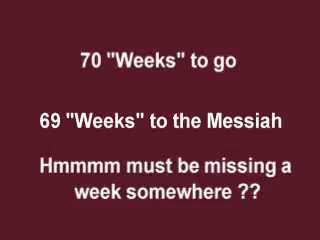 70 "Weeks" to go
69 "Weeks" to the Messiah
Hmmmm must be missing a
week somewhere ??